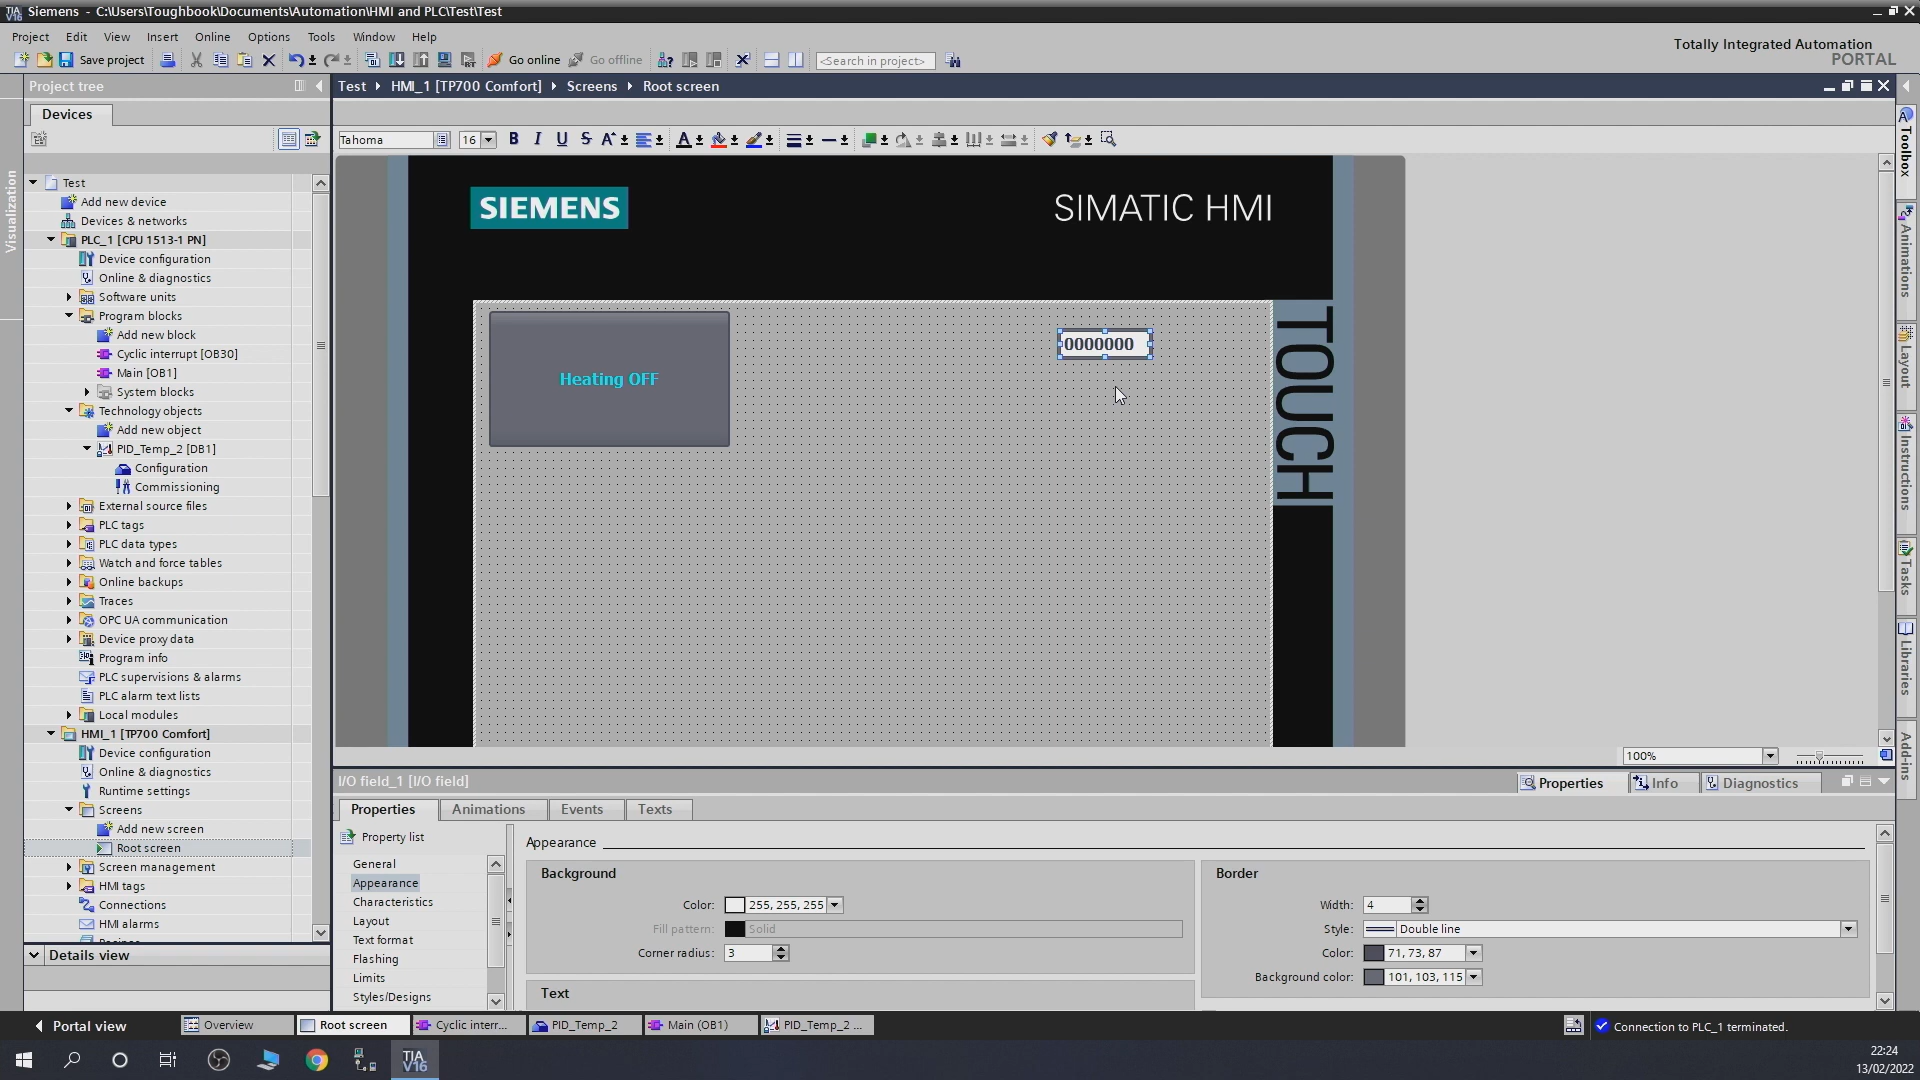 Siemens - C:\Users\Toughbook\Documents\Automation\HMI and PLC\Test\Test
Project Edit View Insert Online Options Tools Window Help
Totally Integrated Automation
PORTAL
Save project
Go online
Go offline
<Search in project>
Project tree
Test HMI_1 [TP700 Comfort] Screens Root screen
Devices
Tahoma
16
B I U S A A
Visualization
Test
Add new device
Devices & networks
PLC_1 [CPU 1513-1 PN]
Device configuration
Online & diagnostics
Software units
Program blocks
Add new block
Cyclic interrupt [OB30]
Main [OB1]
System blocks
Technology objects
Add new object
PID_Temp_2 [DB1]
Configuration
Commissioning
External source files
PLC tags
PLC data types
Watch and force tables
Online backups
Traces
OPC UA communication
Device proxy data
Program info
PLC supervisions & alarms
PLC alarm text lists
Local modules
HMI_1 [TP700 Comfort]
Device configuration
Online & diagnostics
Runtime settings
Screens
Add new screen
Root screen
Screen management
HMI tags
Connections
HMI alarms
Details view
SIEMENS
SIMATIC HMI
Heating OFF
0000000
TOUCH
Toolbox
Animations
Layout
Instructions
Tasks
Libraries
Add-ins
100%
I/O field_1 [I/O field]
Properties Info Diagnostics
Properties Animations Events Texts
Property list
General
Appearance
Characteristics
Layout
Text format
Flashing
Limits
Styles/Designs
Appearance
Background
Color: 255, 255, 255
Fill pattern: Solid
Corner radius: 3
Text
Border
Width: 4
Style: Double line
Color: 71, 73, 87
Background color: 101, 103, 115
Portal view
Overview
Root screen
Cyclic interr...
PID_Temp_2
Main (OB1)
PID_Temp_2 ...
Connection to PLC_1 terminated.
TIA
V16
22:24
13/02/2022